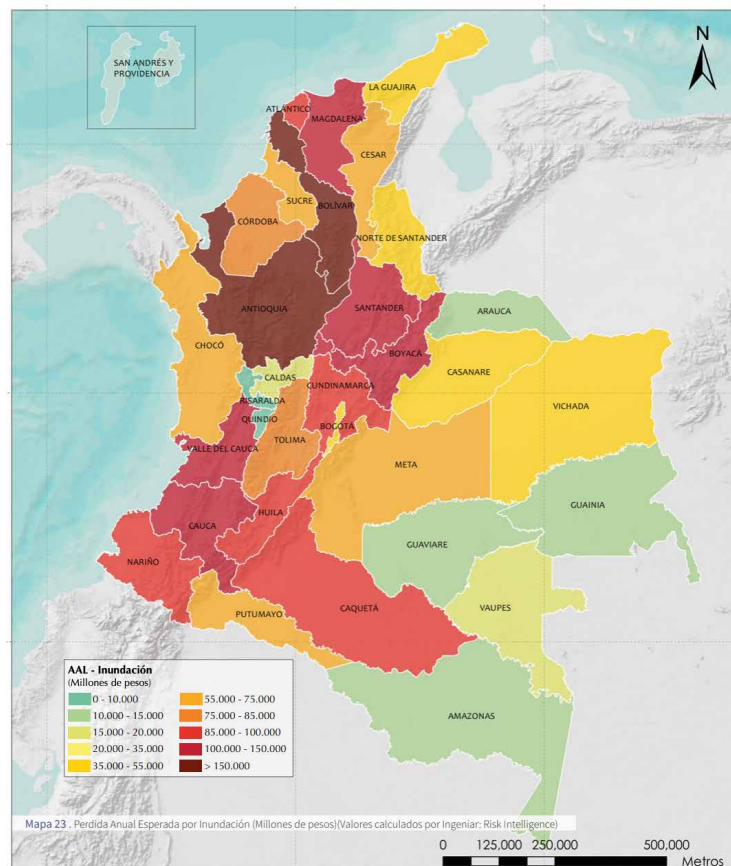 SAN ANDRÉS Y
PROVIDENCIA
N
LA GUAJIRA
ATLÁNTICO
MAGDALENA
CESAR
SUCRE
BOLÍVAR
CÓRDOBA
NORTE DE SANTANDER
ANTIOQUIA
SANTANDER
ARAUCA
CHOCÓ
BOYACA
CALDAS
CUNDINAMARCA
CASANARE
RISARALDA
VICHADA
QUINDIO
BOGOTÁ
TOLIMA
VALLE DEL CAUCA
META
GUAINIA
HUILA
CAUCA
GUAVIARE
NARIÑO
CAQUETÁ
VAUPES
PUTUMAYO
AMAZONAS
AAL - Inundación
(Millones de pesos)
0 - 10.000
10.000 - 15.000
15.000 - 20.000
20.000 - 35.000
35.000 - 55.000
55.000 - 75.000
75.000 - 85.000
85.000 - 100.000
100.000 - 150.000
> 150.000
Mapa 23 . Perdida Anual Esperada por Inundación (Millones de pesos)(Valores calculados por Ingeniar: Risk Intelligence)
0 125,000 250,000 500,000
Metros